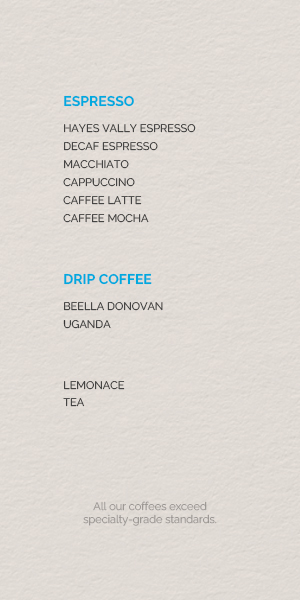 ESPRESSO
HAYES VALLY ESPRESSO
DECAF ESPRESSO
MACCHIATO
CAPPUCCINO
CAFFEE LATTE
CAFFEE MOCHA
DRIP COFFEE
BEELLA DONOVAN
UGANDA
LEMONACE
TEA
All our coffees exceed
specialty-grade standards.